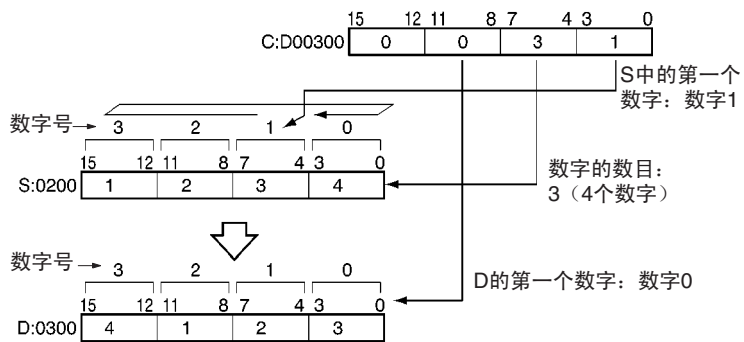 15 12 11 8 7 4 3 0
C:D00300 0 0 3 1
S中的第一个
数字：数字1
数字号 3 2 1 0
15 12 11 8 7 4 3 0
S:0200 1 2 3 4
数字的数目：
3（4个数字）
数字号 3 2 1 0
D的第一个数字：数字0
15 12 11 8 7 4 3 0
D:0300 4 1 2 3